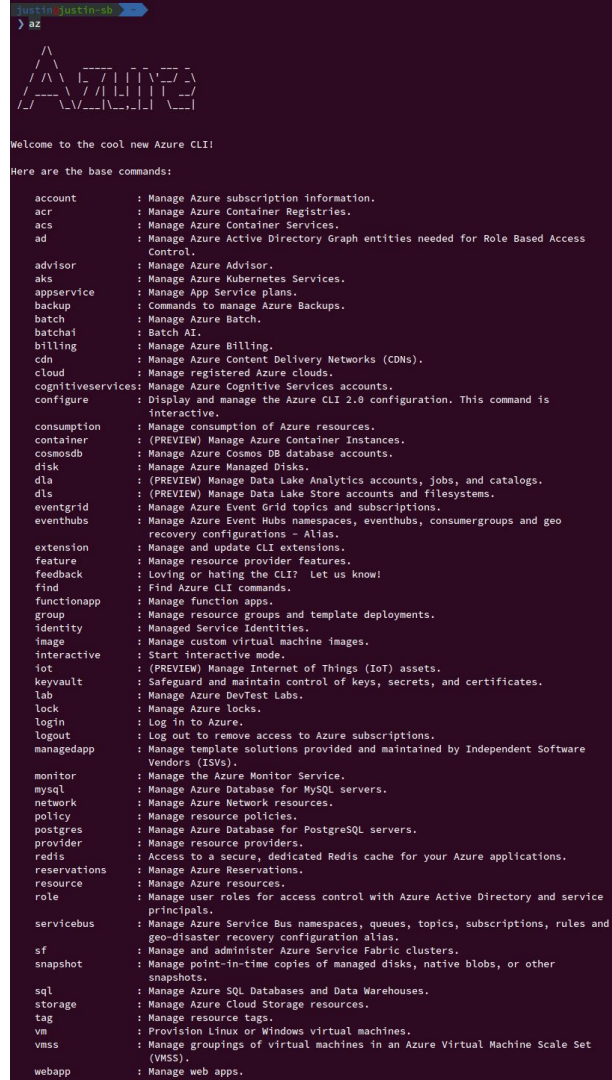 justin@justin-sb ~
❯ az
Welcome to the cool new Azure CLI!
Here are the base commands:
account : Manage Azure subscription information.
acr : Manage Azure Container Registries.
acs : Manage Azure Container Services.
ad : Manage Azure Active Directory Graph entities needed for Role Based Access
Control.
advisor : Manage Azure Advisor.
aks : Manage Azure Kubernetes Services.
appservice : Manage App Service plans.
backup : Commands to manage Azure Backups.
batch : Manage Azure Batch.
batchai : Batch AI.
billing : Manage Azure Billing.
cdn : Manage Azure Content Delivery Networks (CDNs).
cloud : Manage registered Azure clouds.
cognitiveservices: Manage Azure Cognitive Services accounts.
configure : Display and manage the Azure CLI 2.0 configuration. This command is
interactive.
consumption : Manage consumption of Azure resources.
container : (PREVIEW) Manage Azure Container Instances.
cosmosdb : Manage Azure Cosmos DB database accounts.
disk : Manage Azure Managed Disks.
dla : (PREVIEW) Manage Data Lake Analytics accounts, jobs, and catalogs.
dls : (PREVIEW) Manage Data Lake Store accounts and filesystems.
eventgrid : Manage Azure Event Grid topics and subscriptions.
eventhubs : Manage Azure Event Hubs namespaces, eventhubs, consumergroups and geo
recovery configurations - Alias.
extension : Manage and update CLI extensions.
feature : Manage resource provider features.
feedback : Loving or hating the CLI? Let us know!
find : Find Azure CLI commands.
functionapp : Manage function apps.
group : Manage resource groups and template deployments.
identity : Managed Service Identities.
image : Manage custom virtual machine images.
interactive : Start interactive mode.
iot : (PREVIEW) Manage Internet of Things (IoT) assets.
keyvault : Safeguard and maintain control of keys, secrets, and certificates.
lab : Manage Azure DevTest Labs.
lock : Manage Azure locks.
login : Log in to Azure.
logout : Log out to remove access to Azure subscriptions.
managedapp : Manage template solutions provided and maintained by Independent Software
Vendors (ISVs).
monitor : Manage the Azure Monitor Service.
mysql : Manage Azure Database for MySQL servers.
network : Manage Azure Network resources.
policy : Manage resource policies.
postgres : Manage Azure Database for PostgreSQL servers.
provider : Manage resource providers.
redis : Access to a secure, dedicated Redis cache for your Azure applications.
reservations : Manage Azure Reservations.
resource : Manage Azure resources.
role : Manage user roles for access control with Azure Active Directory and service
principals.
servicebus : Manage Azure Service Bus namespaces, queues, topics, subscriptions, rules and
geo-disaster recovery configuration alias.
sf : Manage and administer Azure Service Fabric clusters.
snapshot : Manage point-in-time copies of managed disks, native blobs, or other
snapshots.
sql : Manage Azure SQL Databases and Data Warehouses.
storage : Manage Azure Cloud Storage resources.
tag : Manage resource tags.
vm : Provision Linux or Windows virtual machines.
vmss : Manage groupings of virtual machines in an Azure Virtual Machine Scale Set
(VMSS).
webapp : Manage web apps.